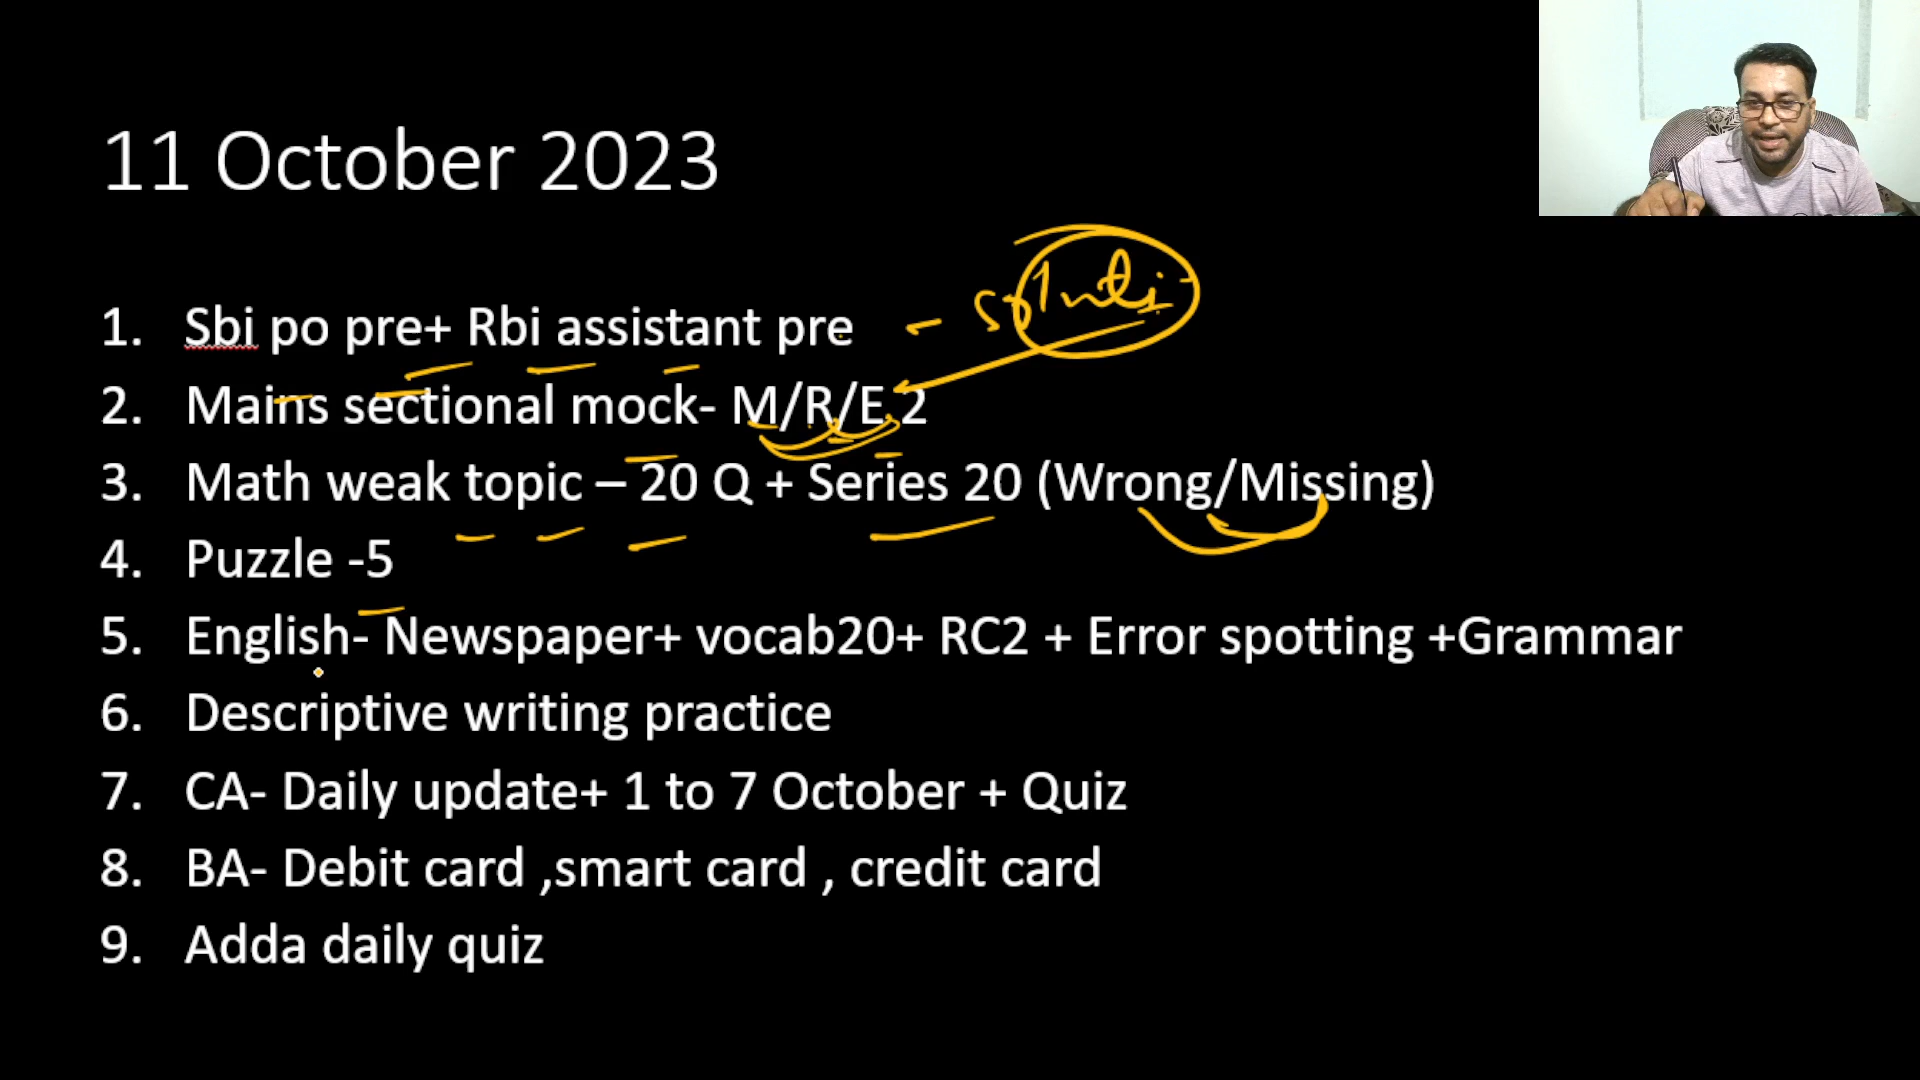 11 October 2023
1. Sbi po pre+ Rbi assistant pre - soluti
2. Mains sectional mock- M/R/E 2
3. Math weak topic – 20 Q + Series 20 (Wrong/Missing)
4. Puzzle -5
5. English- Newspaper+ vocab20+ RC2 + Error spotting +Grammar
6. Descriptive writing practice
7. CA- Daily update+ 1 to 7 October + Quiz
8. BA- Debit card ,smart card , credit card
9. Adda daily quiz